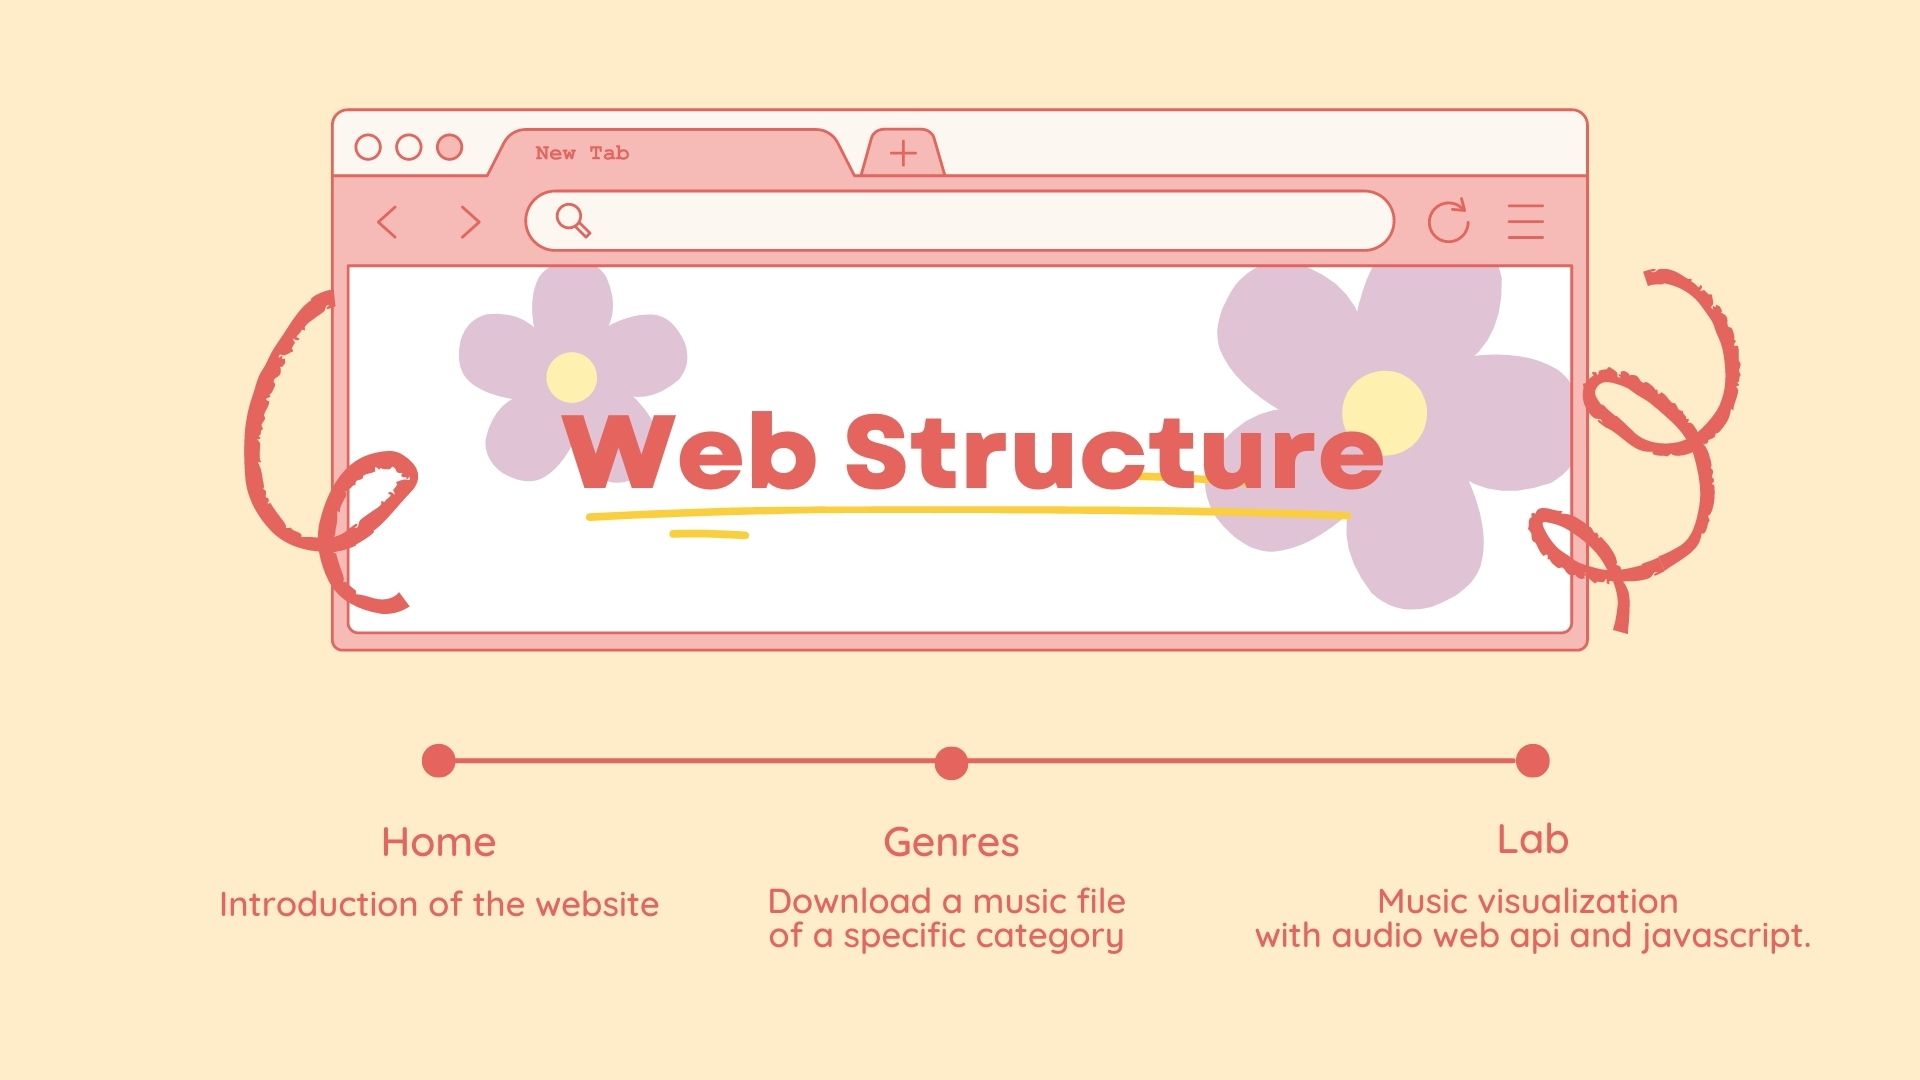 New Tab
Web Structure
Home
Introduction of the website
Genres
Download a music file
of a specific category
Lab
Music visualization
with audio web api and javascript.